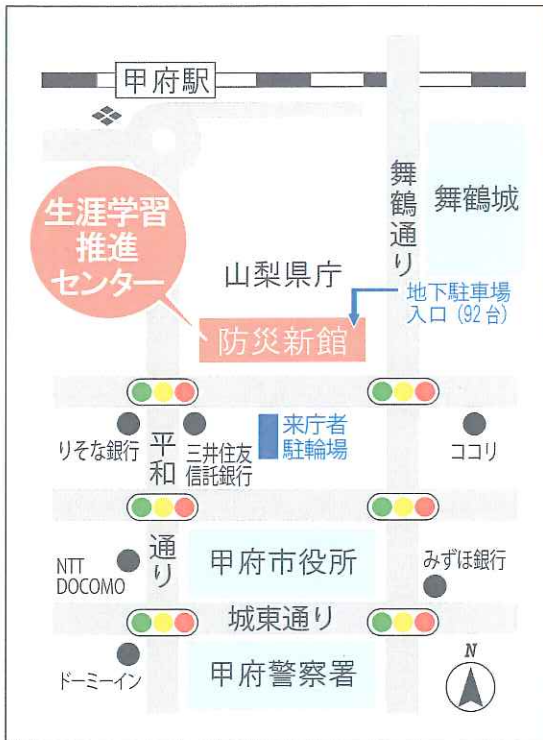 甲府駅
舞鶴通り
舞鶴城
生涯学習
推進
センター
山梨県庁
地下駐車場
入口（92台）
防災新館
りそな銀行
平和通り
三井住友
信託銀行
来庁者
駐輪場
ココリ
NTT
DOCOMO
甲府市役所
みずほ銀行
城東通り
ドーミーイン
甲府警察署
N